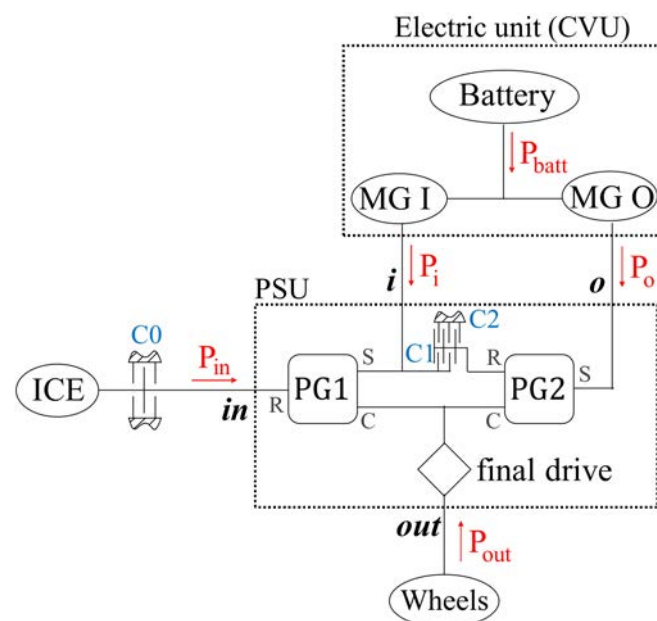 Electric unit (CVU)
Battery
P_batt
MG I
MG O
P_i
P_o
i
o
PSU
C2
C0
C1
P_in
S
R
ICE
PG1
PG2
S
in
R
C
C
final drive
out
P_out
Wheels